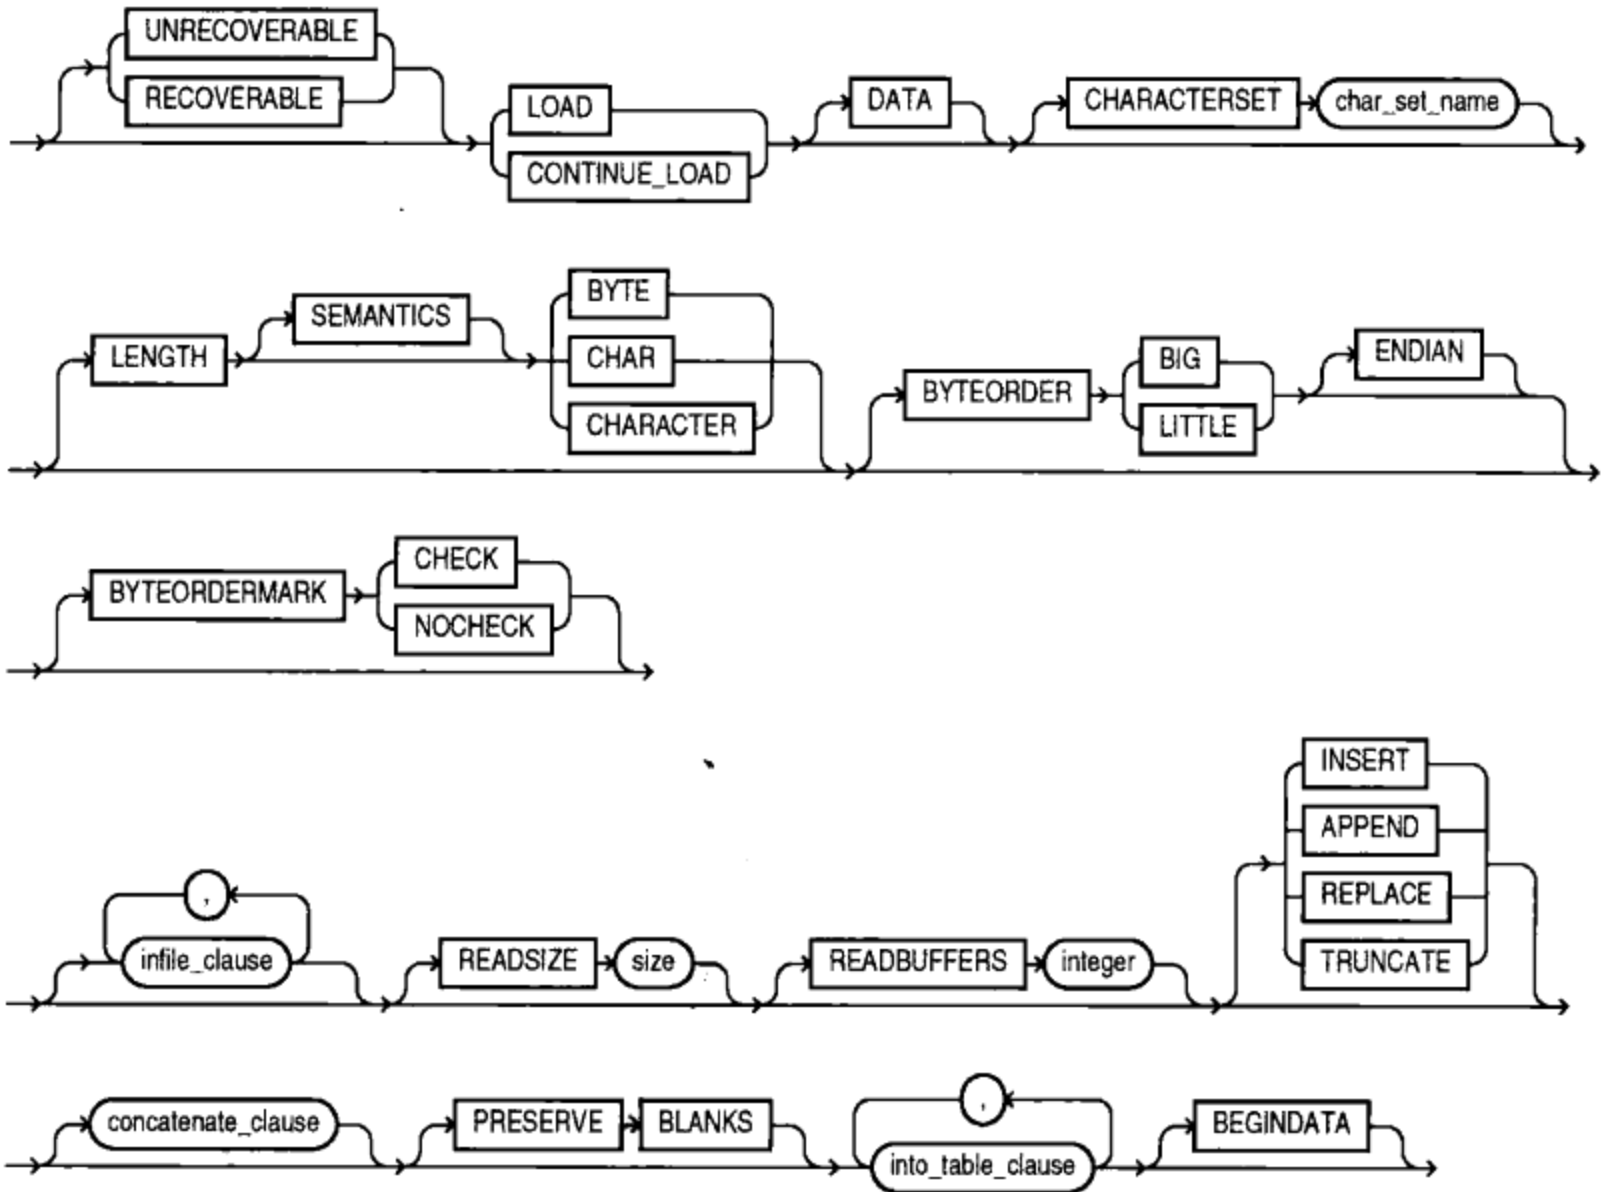 UNRECOVERABLE
RECOVERABLE
LOAD
CONTINUE_LOAD
DATA
CHARACTERSET char_set_name
LENGTH
SEMANTICS
BYTE
CHAR
CHARACTER
BYTEORDER
BIG
LITTLE
ENDIAN
BYTEORDERMARK
CHECK
NOCHECK
,
infile_clause
READSIZE size
READBUFFERS integer
INSERT
APPEND
REPLACE
TRUNCATE
concatenate_clause
PRESERVE BLANKS
,
into_table_clause
BEGINDATA